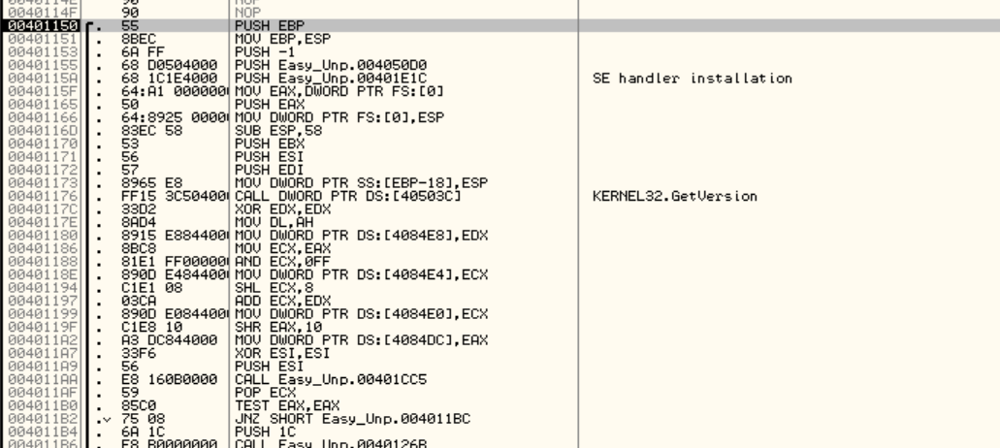 0040114E 90 NOP
0040114F 90 NOP
00401150 55 PUSH EBP
00401151 8BEC MOV EBP,ESP
00401153 6A FF PUSH -1
00401155 68 D0504000 PUSH Easy_Unp.004050D0
0040115A 68 1C1E4000 PUSH Easy_Unp.00401E1C SE handler installation
0040115F 64:A1 000000 MOV EAX,DWORD PTR FS:[0]
00401165 50 PUSH EAX
00401166 64:8925 0000 MOV DWORD PTR FS:[0],ESP
0040116D 83EC 58 SUB ESP,58
00401170 53 PUSH EBX
00401171 56 PUSH ESI
00401172 57 PUSH EDI
00401173 8965 E8 MOV DWORD PTR SS:[EBP-18],ESP
00401176 FF15 3C504000 CALL DWORD PTR DS:[40503C] KERNEL32.GetVersion
0040117C 33D2 XOR EDX,EDX
0040117E 8AD4 MOV DL,AH
00401180 8915 E8844000 MOV DWORD PTR DS:[4084E8],EDX
00401186 8BC8 MOV ECX,EAX
00401188 81E1 FF00000 AND ECX,0FF
0040118E 890D E4844000 MOV DWORD PTR DS:[4084E4],ECX
00401194 C1E1 08 SHL ECX,8
00401197 03CA ADD ECX,EDX
00401199 890D E0844000 MOV DWORD PTR DS:[4084E0],ECX
0040119F C1E8 10 SHR EAX,10
004011A2 A3 DC844000 MOV DWORD PTR DS:[4084DC],EAX
004011A7 33F6 XOR ESI,ESI
004011A9 56 PUSH ESI
004011AA E8 160B0000 CALL Easy_Unp.00401CC5
004011AF 59 POP ECX
004011B0 85C0 TEST EAX,EAX
004011B2 75 08 JNZ SHORT Easy_Unp.004011BC
004011B4 6A 1C PUSH 1C
004011B6 E8 B0000000 CALL Easy_Unp.0040126B